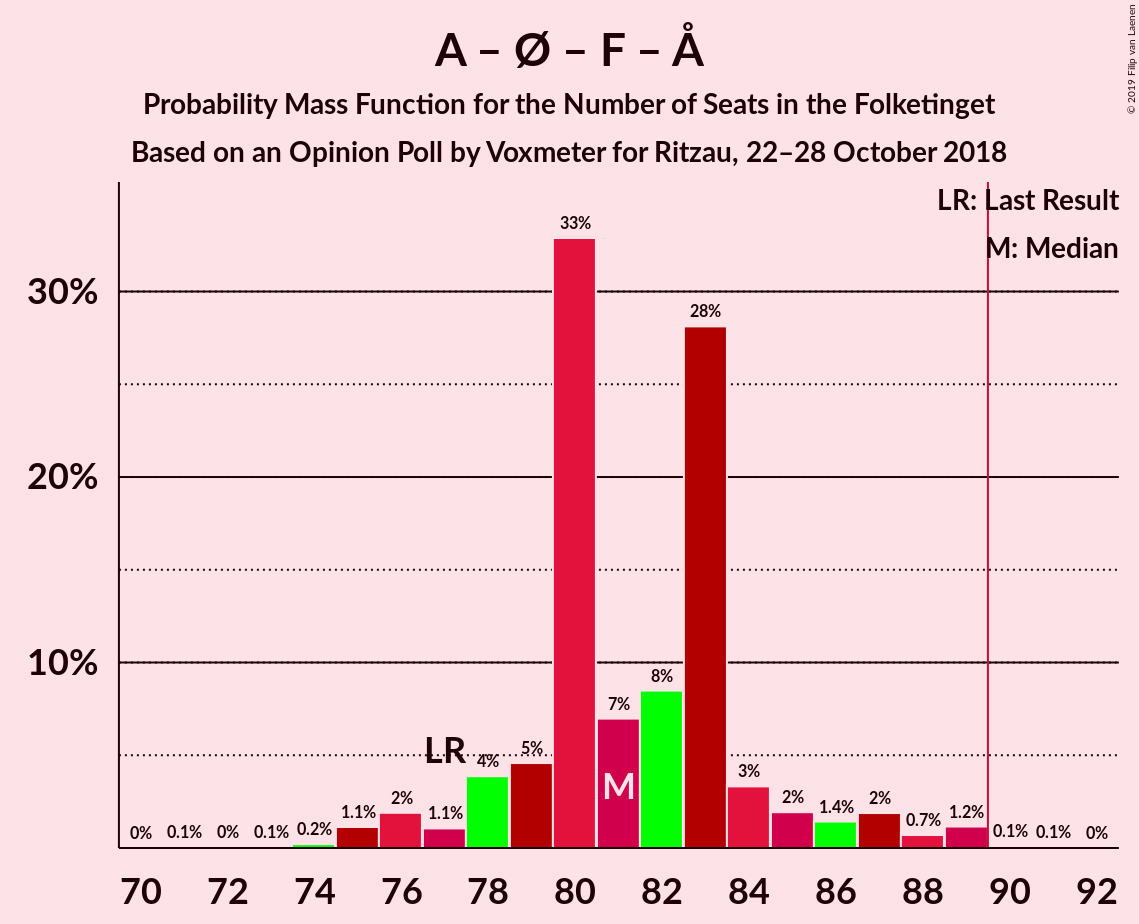 A – Ø – F – Å
Probability Mass Function for the Number of Seats in the Folketinget
Based on an Opinion Poll by Voxmeter for Ritzau, 22–28 October 2018
© 2019 Filip van Laenen
LR: Last Result
M: Median
30%
20%
10%
0%
0.1%
0%
0.1%
0.2%
1.1%
2%
1.1%
LR
4%
5%
33%
7%
M
8%
28%
3%
2%
1.4%
2%
0.7%
1.2%
0.1%
0.1%
0%
70 72 74 76 78 80 82 84 86 88 90 92